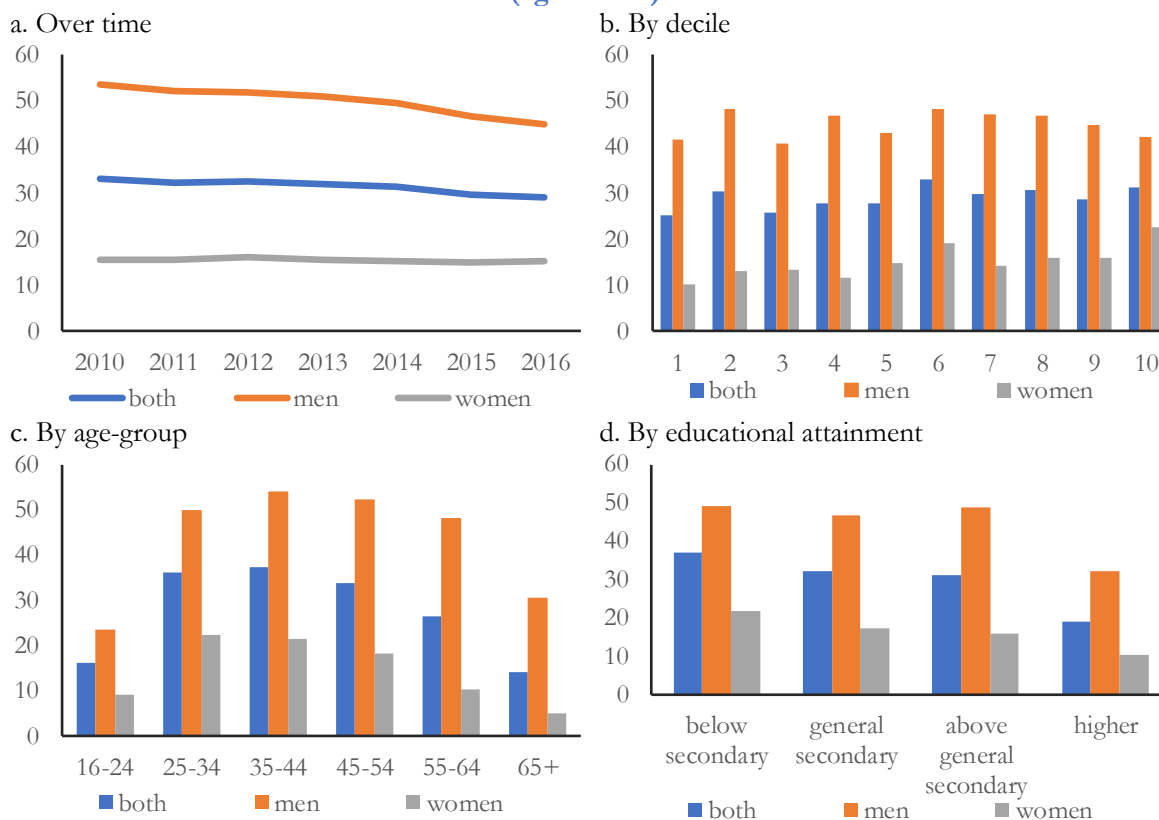 a. Over time
60
50
40
30
20
10
0
2010 2011 2012 2013 2014 2015 2016
both men women
b. By decile
60
50
40
30
20
10
0
1 2 3 4 5 6 7 8 9 10
both men women
c. By age-group
60
50
40
30
20
10
0
16-24 25-34 35-44 45-54 55-64 65+
both men women
d. By educational attainment
60
50
40
30
20
10
0
below secondary general secondary above general secondary higher
both men women